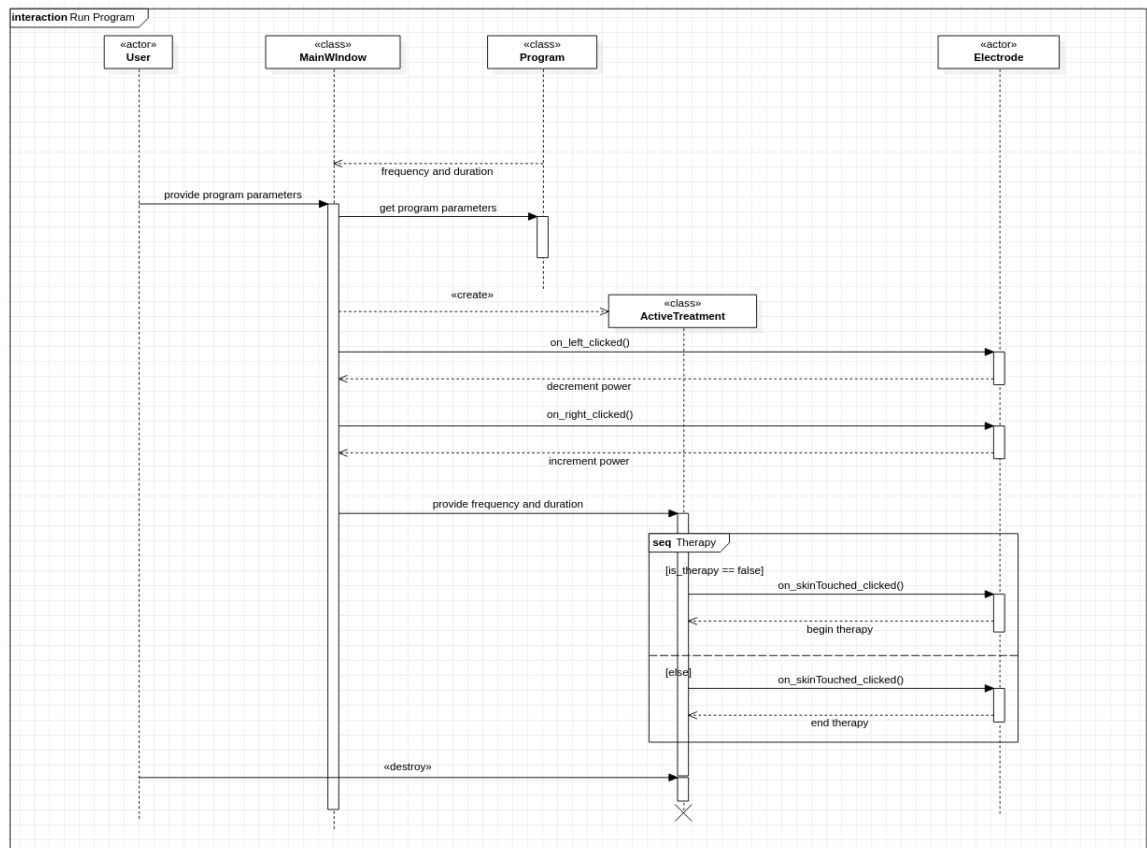 interaction Run Program
«actor»
User
«class»
MainWIndow
«class»
Program
«actor»
Electrode
frequency and duration
provide program parameters
get program parameters
«create»
«class»
ActiveTreatment
on_left_clicked()
decrement power
on_right_clicked()
increment power
provide frequency and duration
seq Therapy
[is_therapy == false]
on_skinTouched_clicked()
begin therapy
[else]
on_skinTouched_clicked()
end therapy
«destroy»